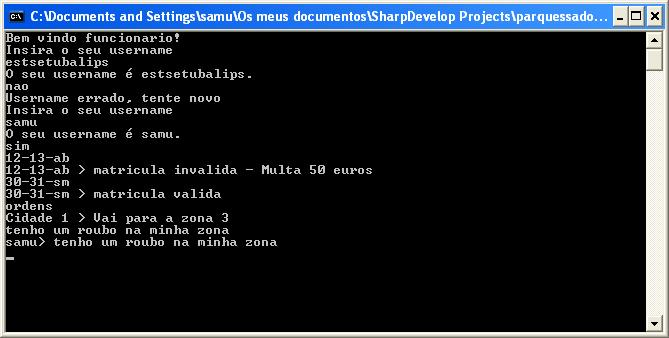 C:\Documents and Settings\samu\Os meus documentos\SharpDevelop Projects\parquessado...
Bem vindo funcionario!
Insira o seu username
estsetubalips
O seu username é estsetubalips.
nao
Username errado, tente novo
Insira o seu username
samu
O seu username é samu.
sim
12-13-ab
12-13-ab > matricula invalida - Multa 50 euros
30-31-sm
30-31-sm > matricula valida
ordens
Cidade 1 > Vai para a zona 3
tenho um roubo na minha zona
samu> tenho um roubo na minha zona